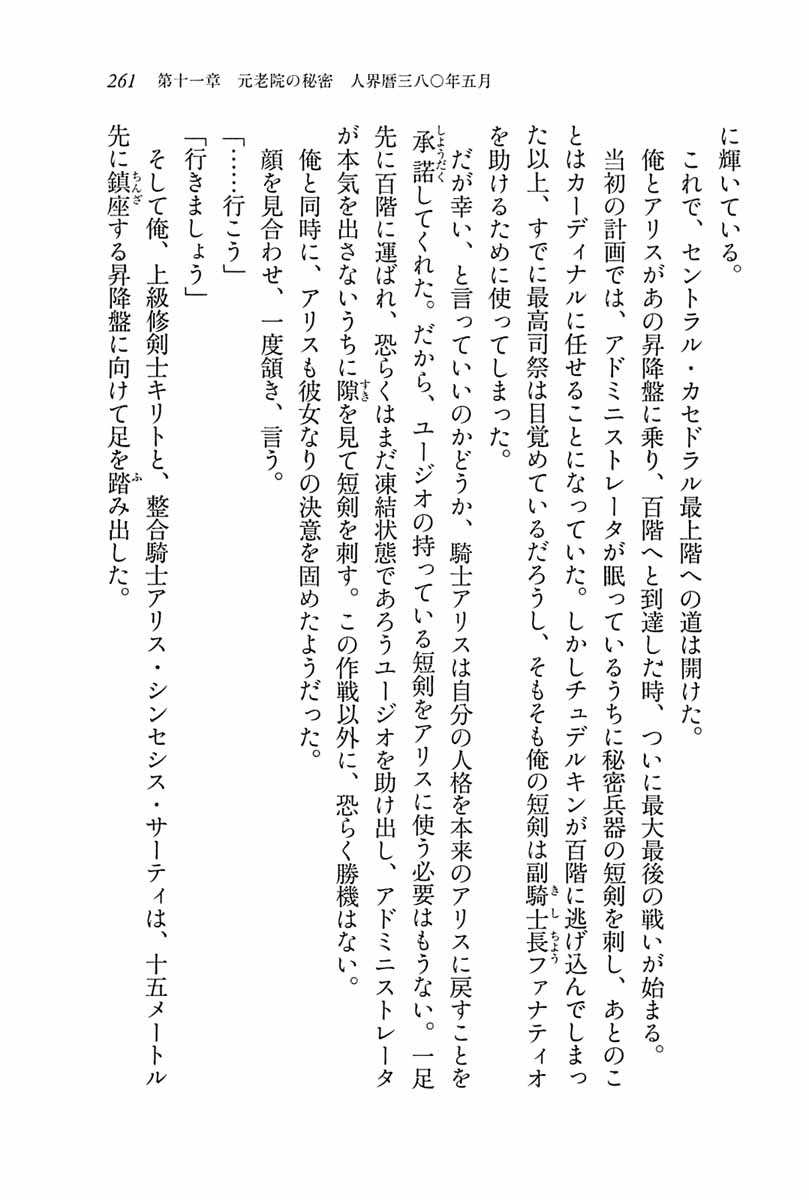 261 第十一章 元老院の秘密 人界暦三八〇年五月
に輝いている。
これで、セントラル・カセドラル最上階への道は開けた。
俺とアリスがあの昇降盤に乗り、百階へと到達した時、ついに最大最後の戦いが始まる。
当初の計画では、アドミニストレータが眠っているうちに秘密兵器の短剣を刺し、あとのこ
とはカーディナルに任せることになっていた。しかしチュデルキンが百階に逃げ込んでしまっ
た以上、すでに最高司祭は目覚めているだろうし、そもそも俺の短剣は副騎士長ファナティオ
を助けるために使ってしまった。
だが幸い、と言っていいのかどうか、騎士アリスは自分の人格を本来のアリスに戻すことを
承諾してくれた。だから、ユージオの持っている短剣をアリスに使う必要はもうない。一足
先に百階に運ばれ、恐らくはまだ凍結状態であろうユージオを助け出し、アドミニストレータ
が本気を出さないうちに隙を見て短剣を刺す。この作戦以外に、恐らく勝機はない。
俺と同時に、アリスも彼女なりの決意を固めたようだった。
顔を見合わせ、一度頷き、言う。
「……行こう」
「行きましょう」
そして俺、上級修剣士キリトと、整合騎士アリス・シンセシス・サーティは、十五メートル
先に鎮座する昇降盤に向けて足を踏み出した。